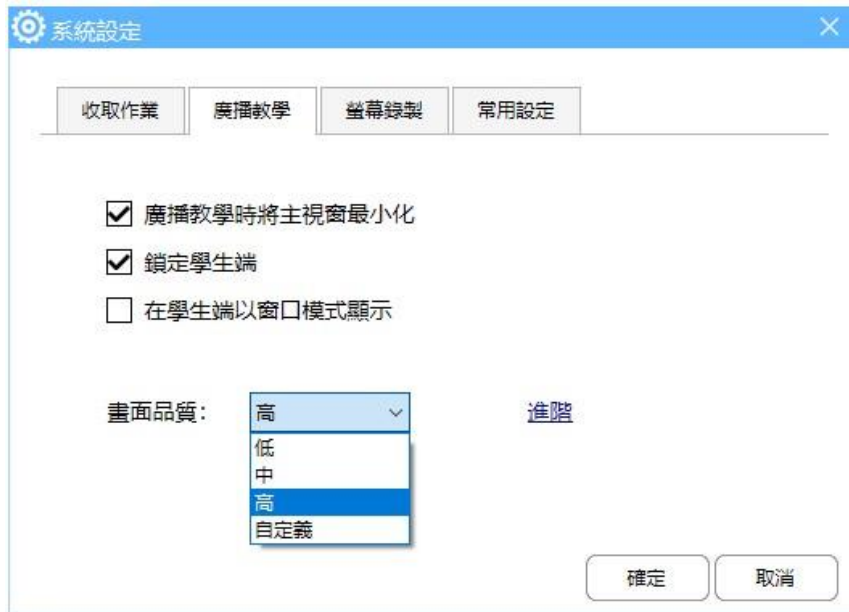 系統設定
收取作業 廣播教學 螢幕錄製 常用設定
廣播教學時將主視窗最小化
鎖定學生端
在學生端以窗口模式顯示
畫面品質： 高 進階
低
中
高
自定義
確定 取消